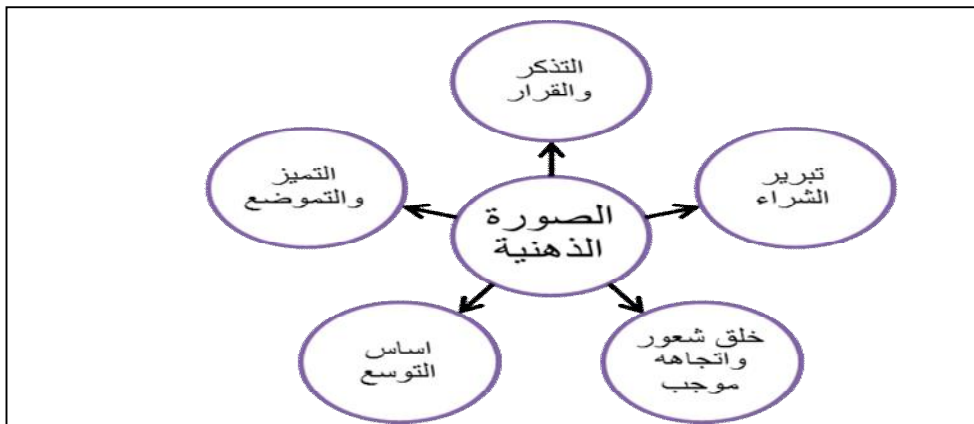 التذكر
والقرار
تبرير
الشراء
التميز
والتموضع
الصورة
الذهنية
خلق شعور
واتجاهه
موجب
اساس
التوسع